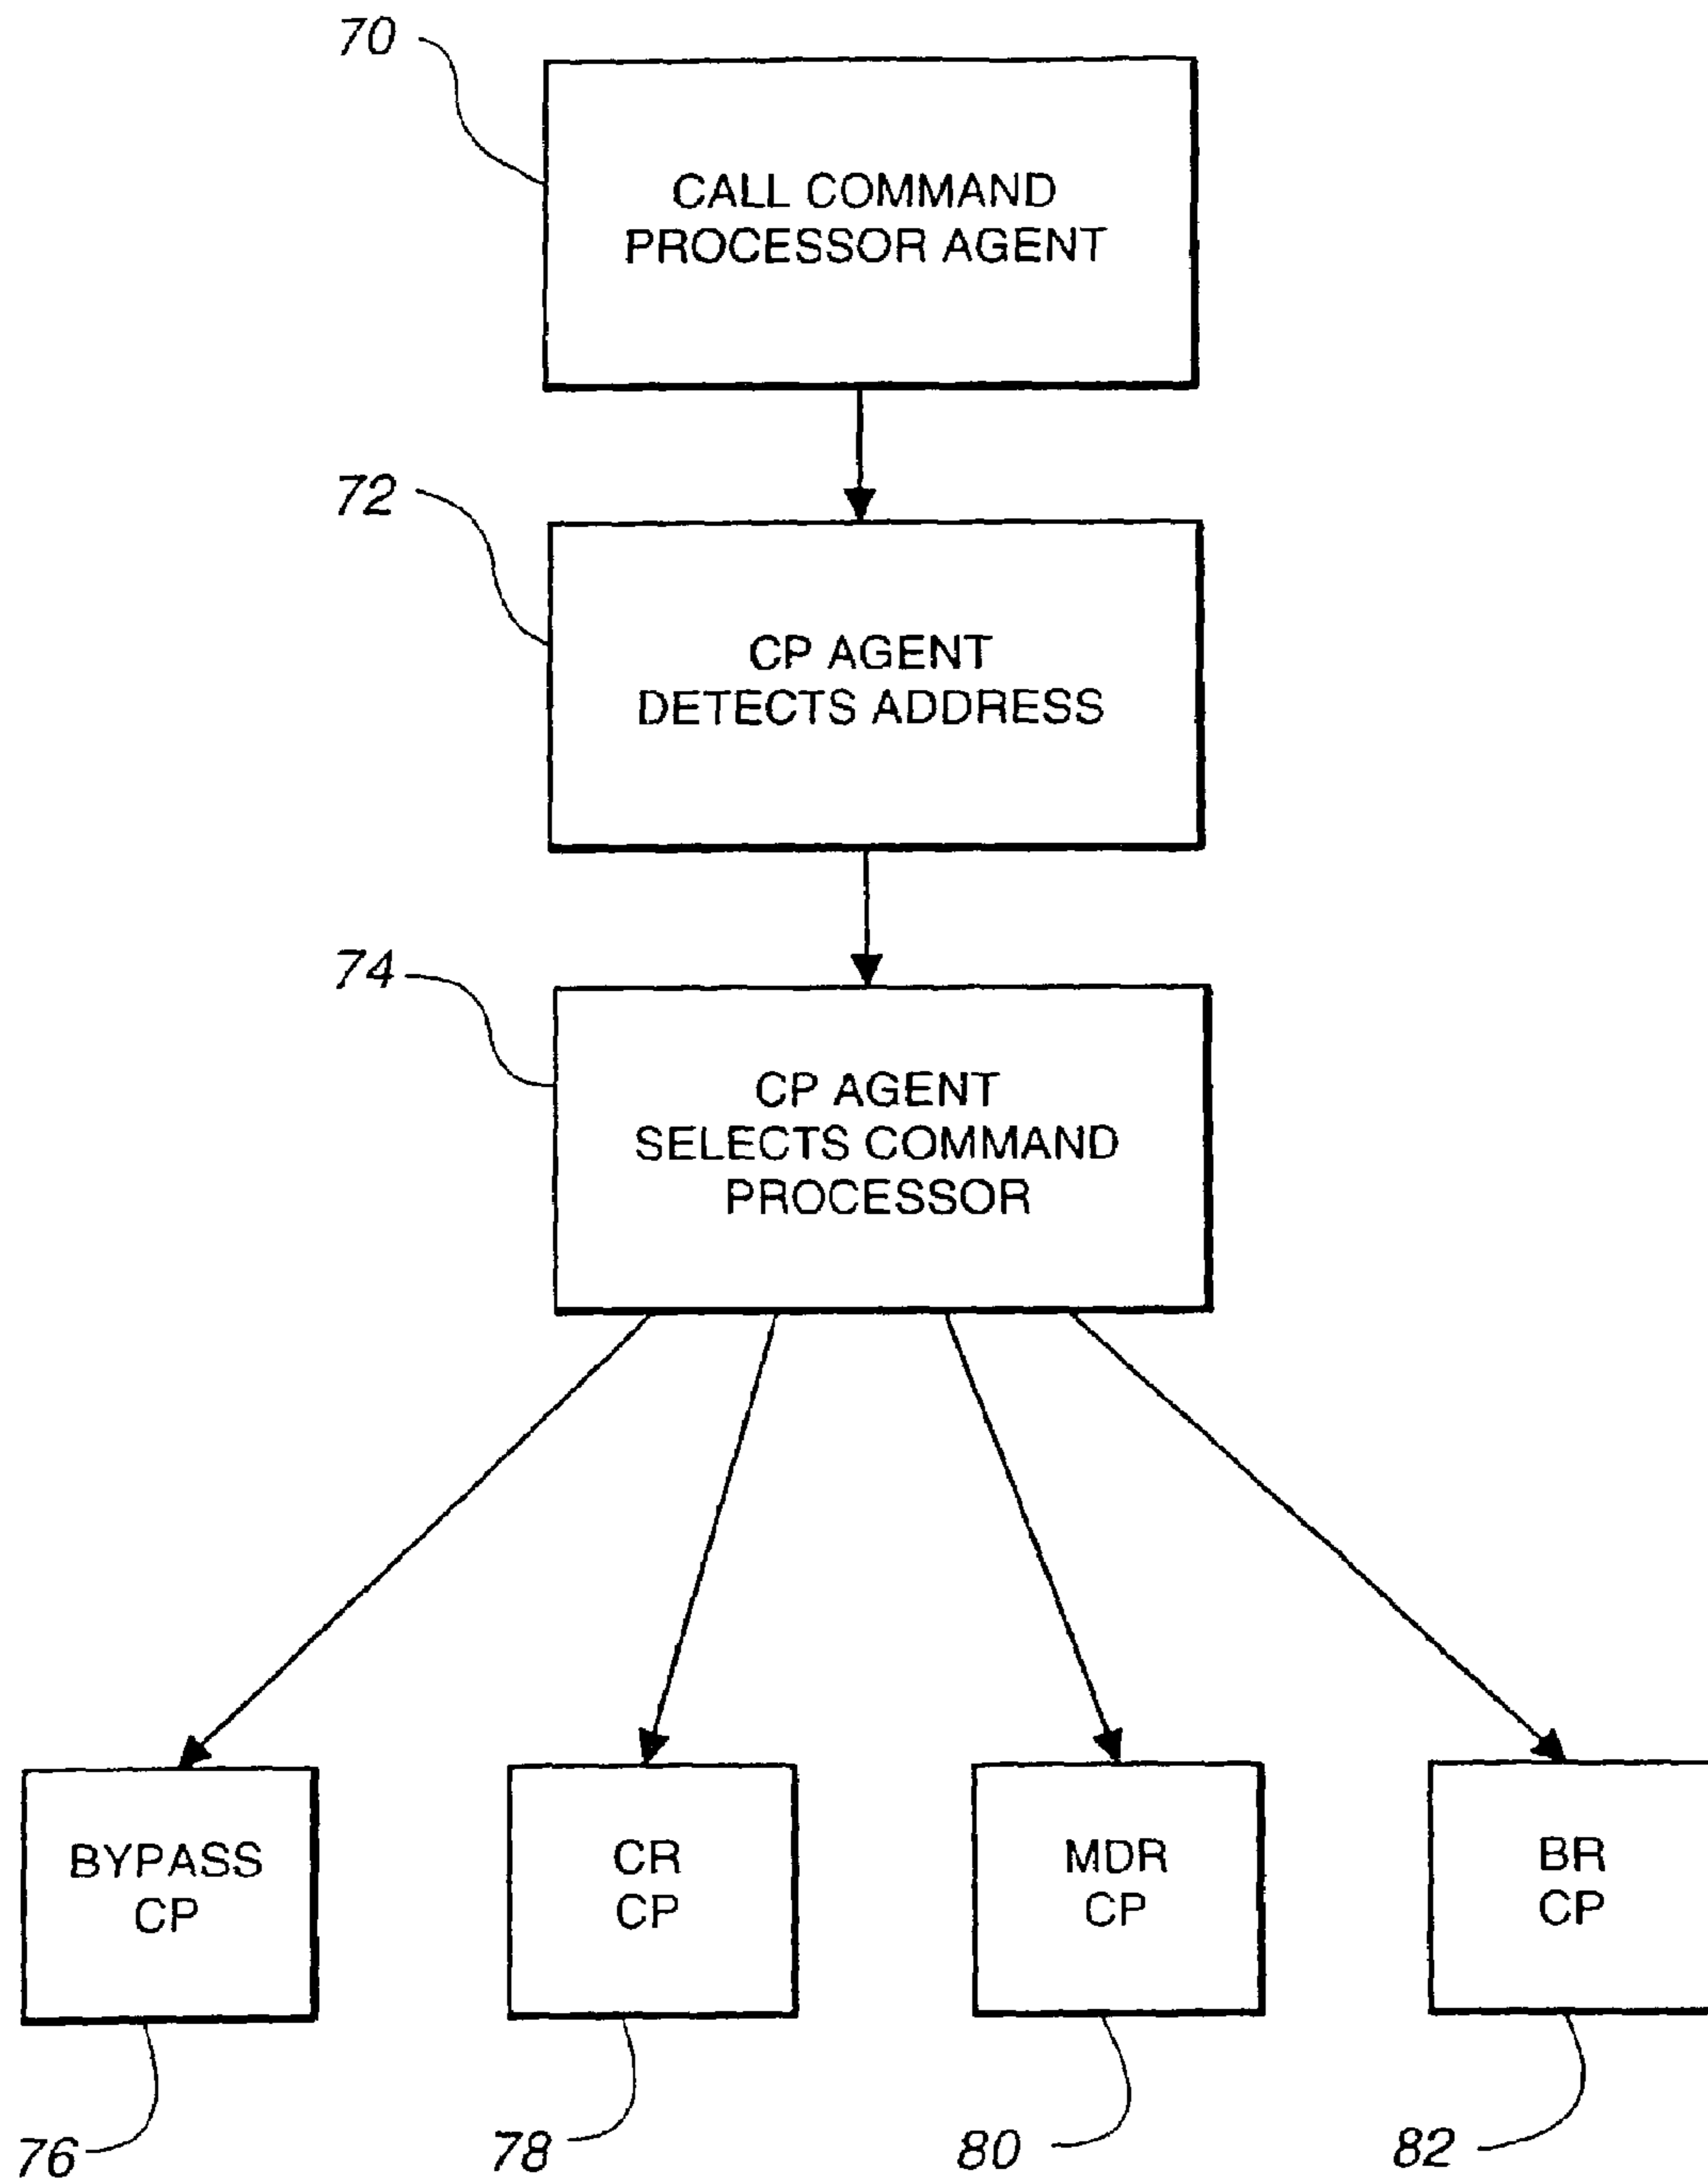 70
CALL COMMAND
PROCESSOR AGENT
72
CP AGENT
DETECTS ADDRESS
74
CP AGENT
SELECTS COMMAND
PROCESSOR
BYPASS
CP
CR
CP
MDR
CP
BR
CP
76
78
80
82